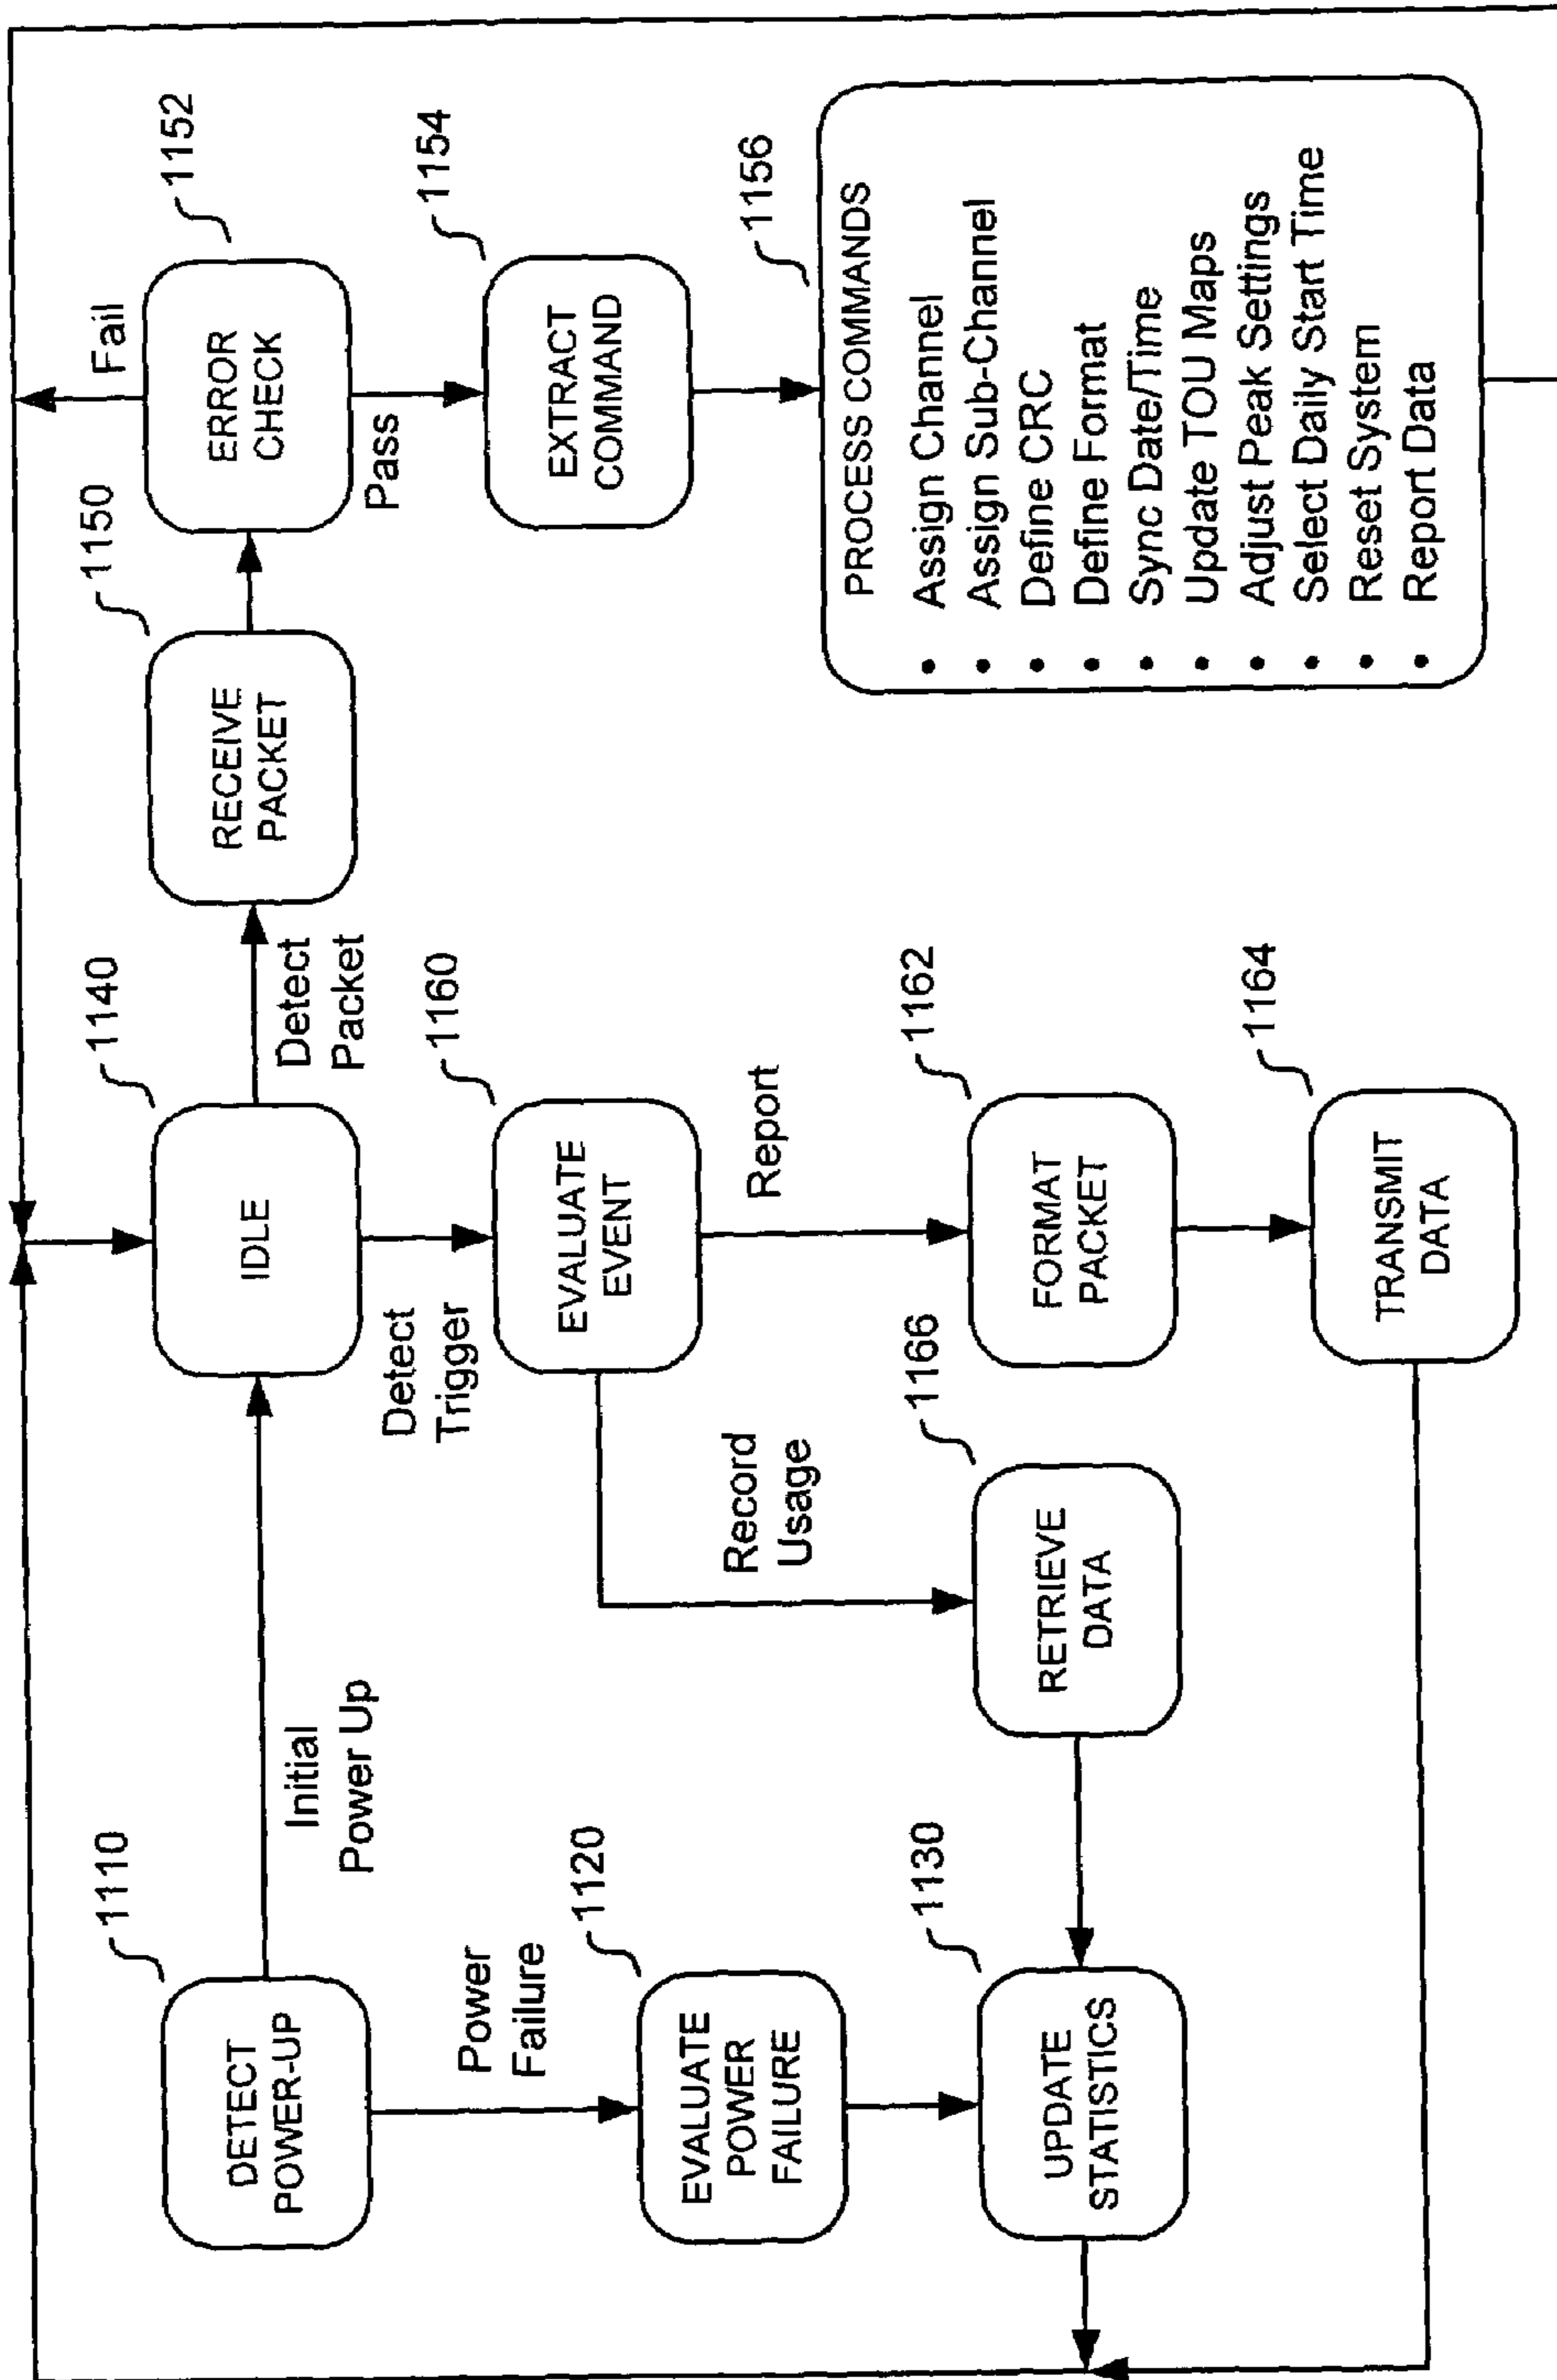 1110
DETECT
POWER-UP
Initial
Power Up
Power
Failure
1120
EVALUATE
POWER
FAILURE
1130
UPDATE
STATISTICS
1140
IDLE
Detect
Packet
Detect
Trigger
1160
EVALUATE
EVENT
Record
Usage
Report
1166
RETRIEVE
DATA
1162
FORMAT
PACKET
1164
TRANSMIT
DATA
1150
RECEIVE
PACKET
1152
ERROR
CHECK
Fail
Pass
1154
EXTRACT
COMMAND
1156
PROCESS COMMANDS
• Assign Channel
• Assign Sub-Channel
• Define CRC
• Define Format
• Sync Date/Time
• Update TOU Maps
• Adjust Peak Settings
• Select Daily Start Time
• Reset System
• Report Data